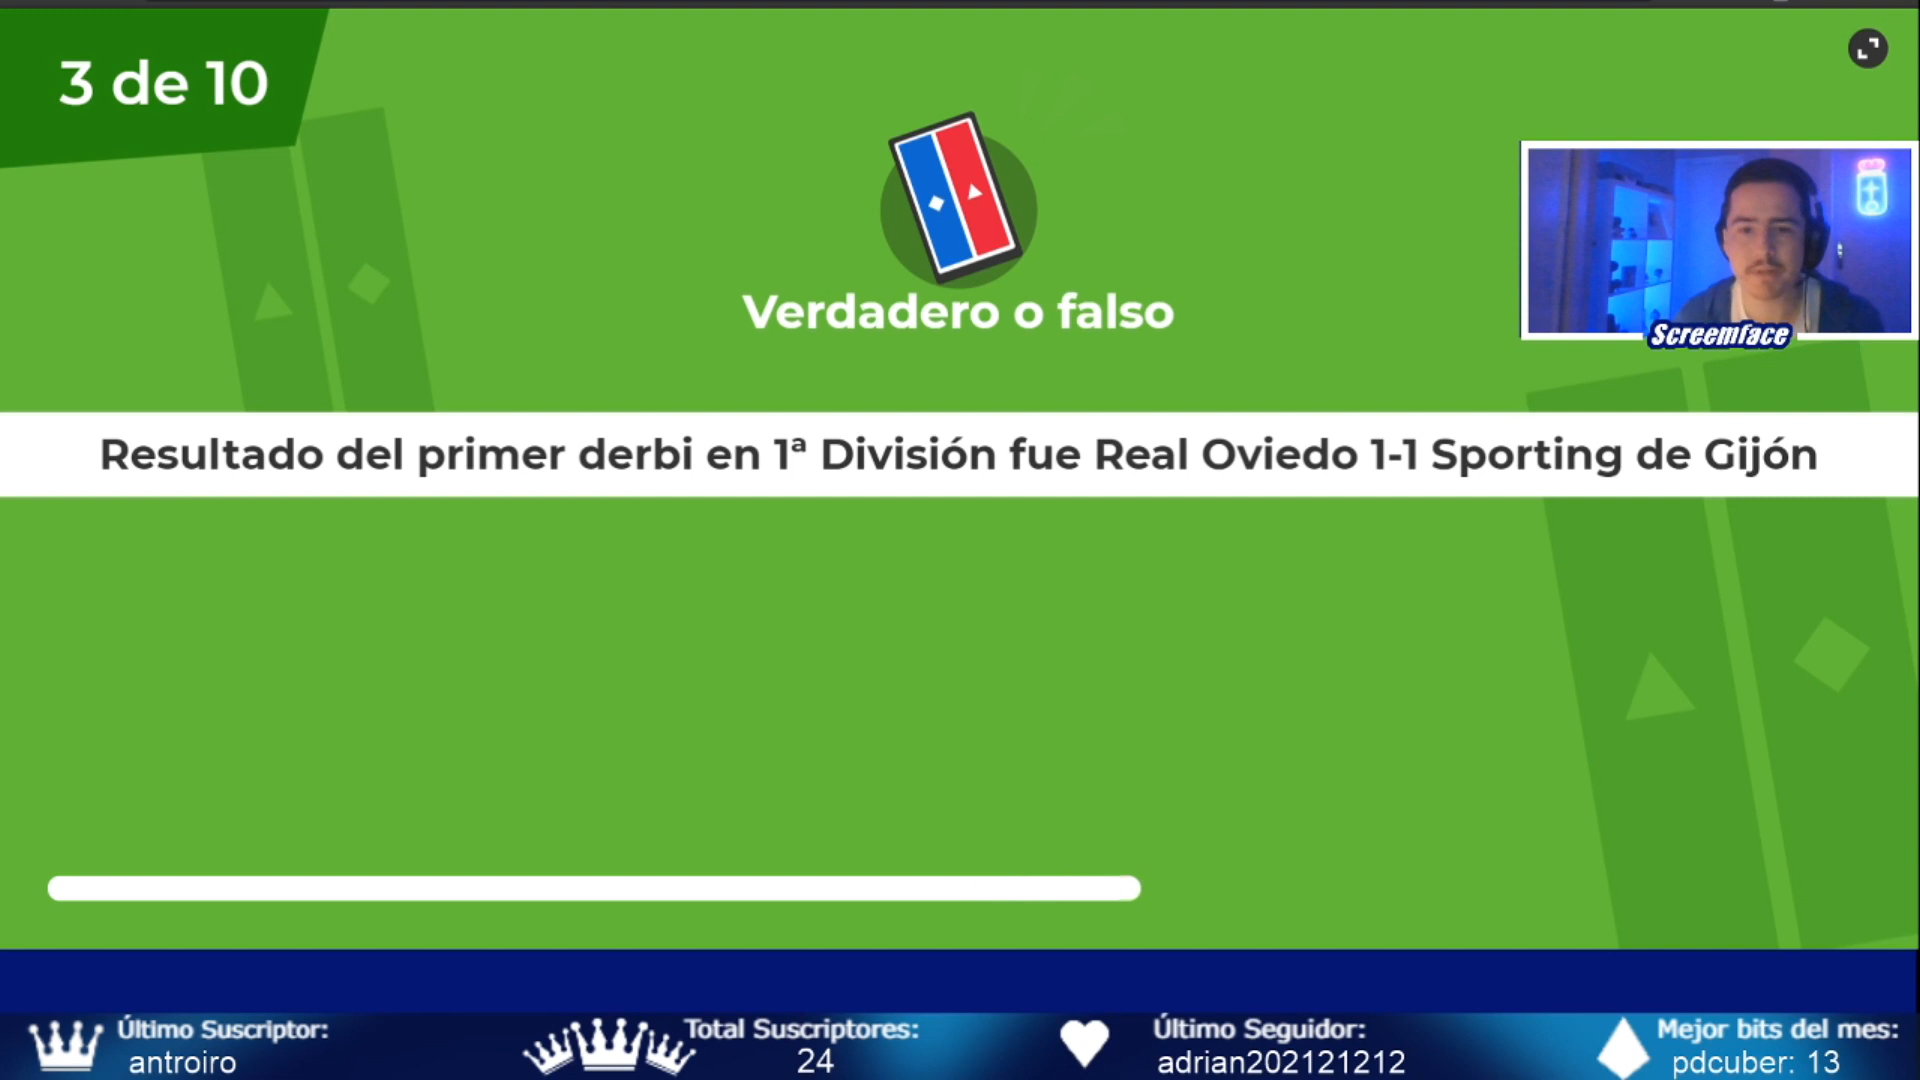 3 de 10
Verdadero o falso
Screemface
Resultado del primer derbi en 1ª División fue Real Oviedo 1-1 Sporting de Gijón
Último Suscriptor:
antroiro
Total Suscriptores:
24
Último Seguidor:
adrian202121212
Mejor bits del mes:
pdcuber: 13